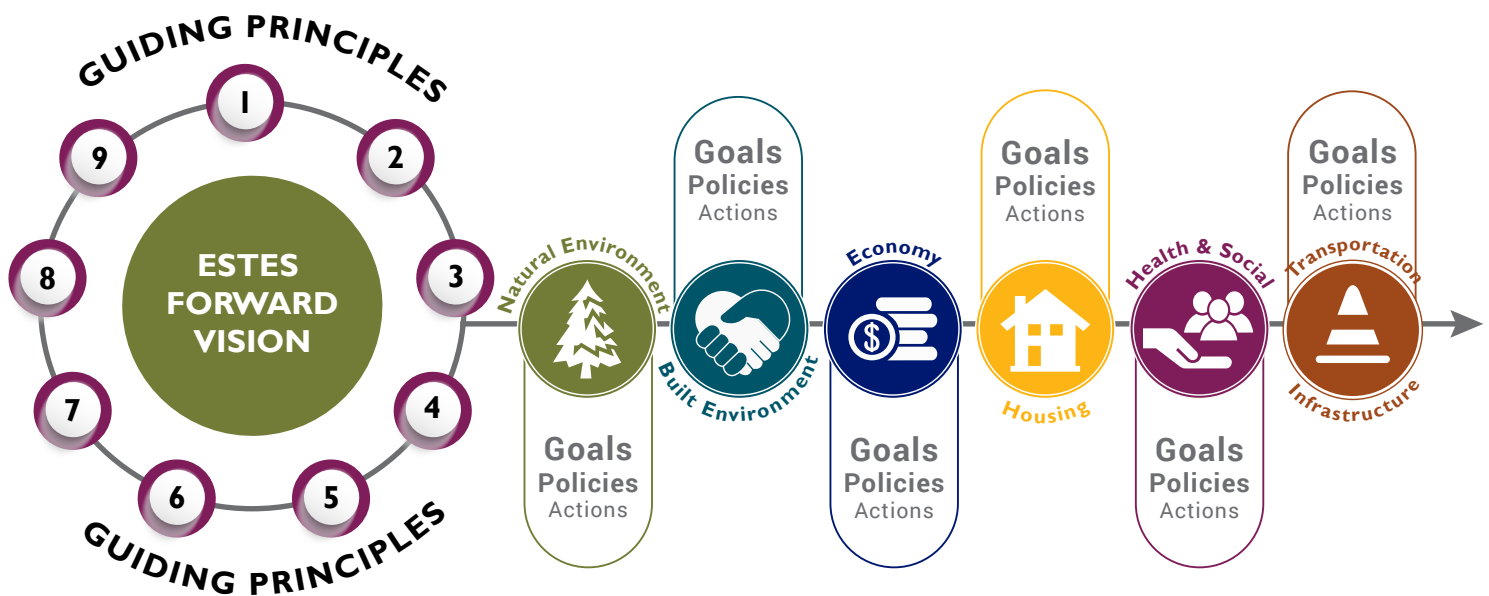 GUIDING PRINCIPLES
1
2
3
4
5
6
7
8
9
ESTES
FORWARD
VISION
GUIDING PRINCIPLES
Natural Environment
Goals
Policies
Actions
Goals
Policies
Actions
Built Environment
Economy
$
Goals
Policies
Actions
Goals
Policies
Actions
Housing
Health & Social
Goals
Policies
Actions
Goals
Policies
Actions
Transportation
Infrastructure